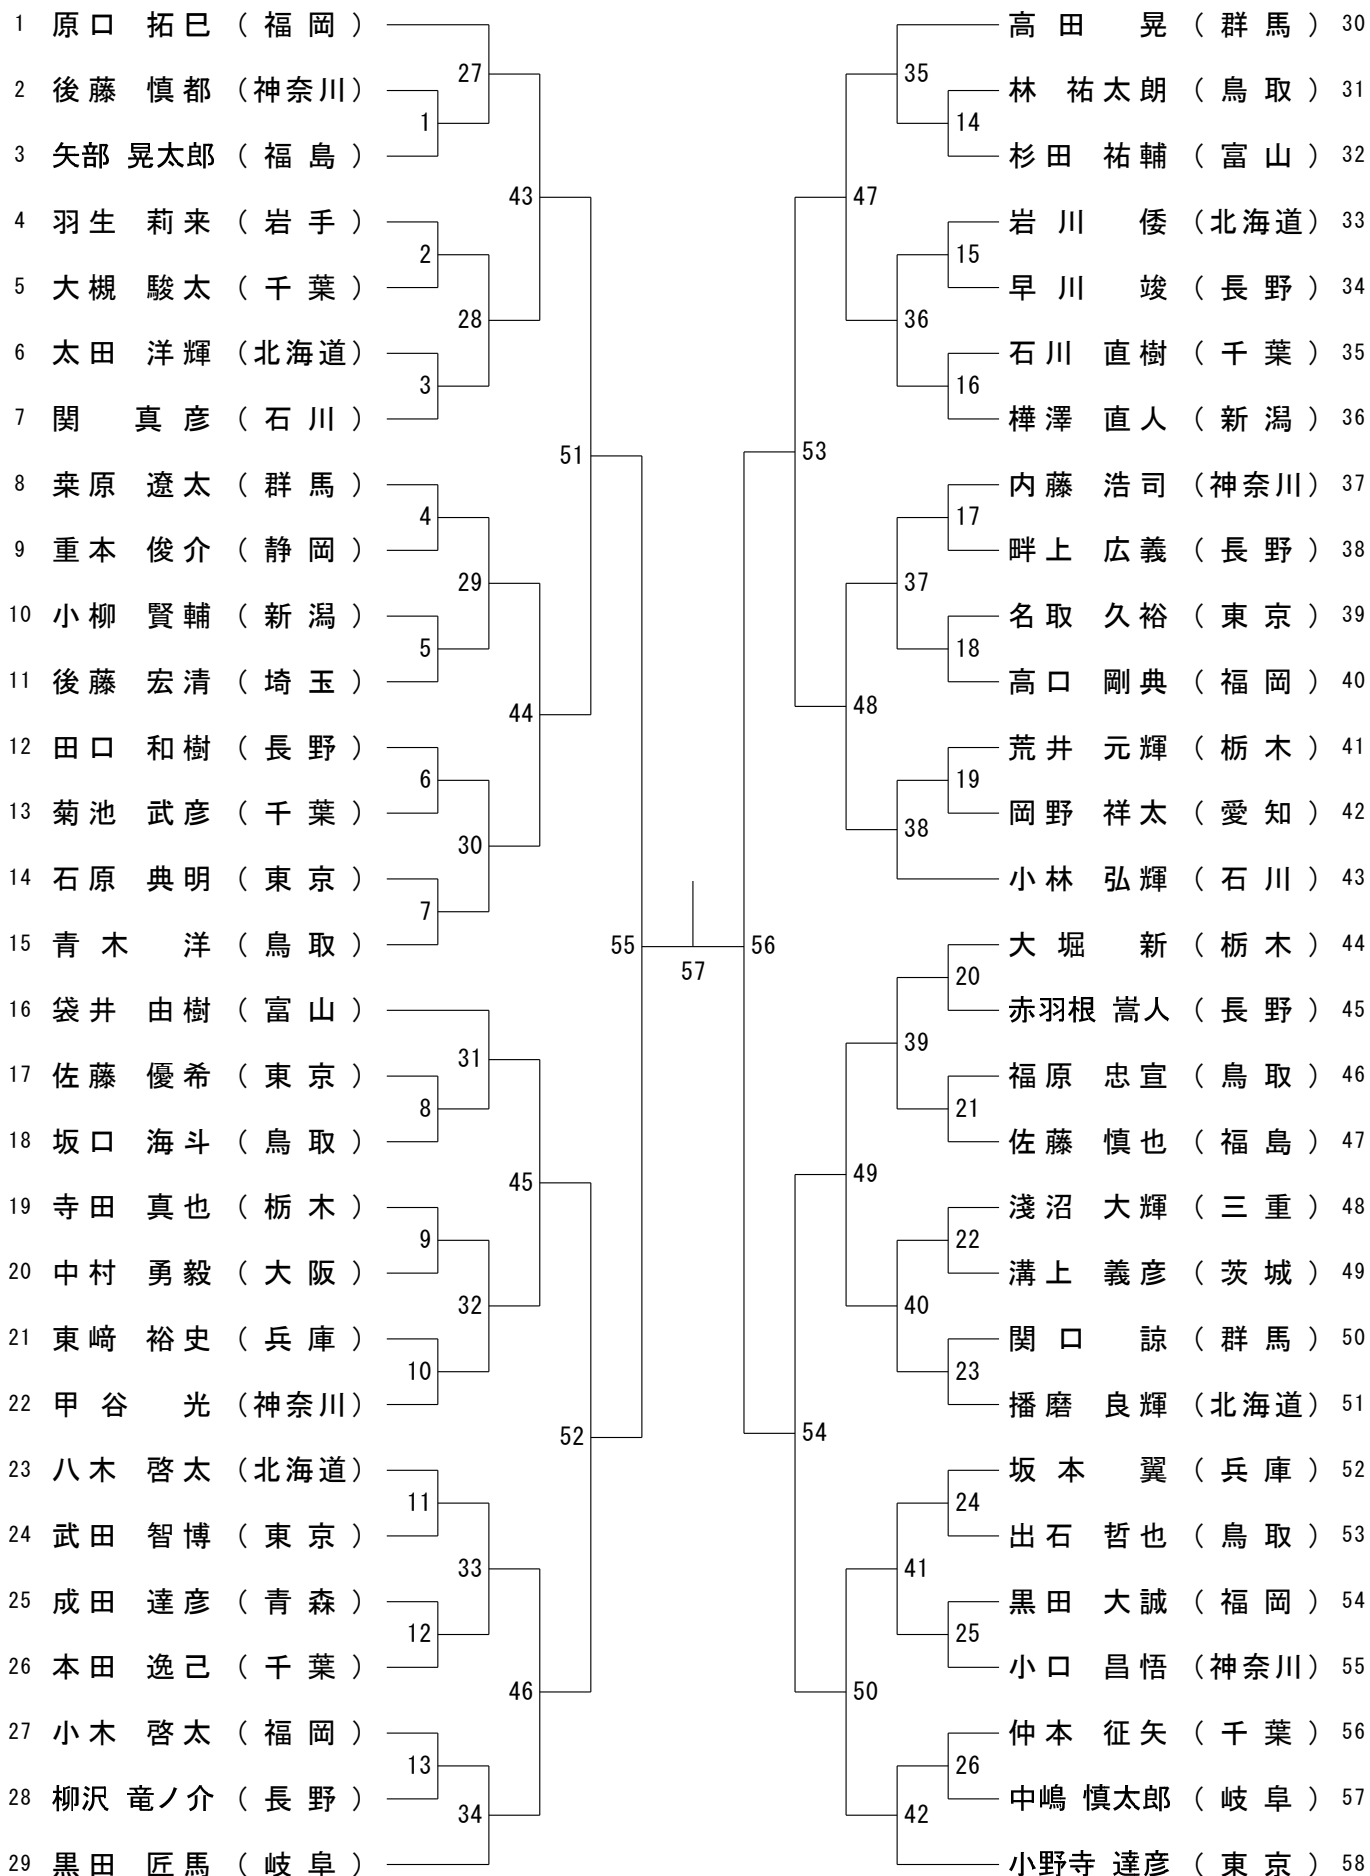 1 原口 拓巳 (福岡)
2 後藤 慎都 (神奈川)
3 矢部 晃太郎 (福島)
4 羽生 莉来 (岩手)
5 大槻 駿太 (千葉)
6 太田 洋輝 (北海道)
7 関 真彦 (石川)
8 桒原 遼太 (群馬)
9 重本 俊介 (静岡)
10 小柳 賢輔 (新潟)
11 後藤 宏清 (埼玉)
12 田口 和樹 (長野)
13 菊池 武彦 (千葉)
14 石原 典明 (東京)
15 青木 洋 (鳥取)
16 袋井 由樹 (富山)
17 佐藤 優希 (東京)
18 坂口 海斗 (鳥取)
19 寺田 真也 (栃木)
20 中村 勇毅 (大阪)
21 東﨑 裕史 (兵庫)
22 甲谷 光 (神奈川)
23 八木 啓太 (北海道)
24 武田 智博 (東京)
25 成田 達彦 (青森)
26 本田 逸己 (千葉)
27 小木 啓太 (福岡)
28 柳沢 竜ノ介 (長野)
29 黒田 匠馬 (岐阜)
27
1
43
2
28
3
51
4
29
5
44
6
30
7
55
31
8
45
9
32
10
52
11
33
12
46
13
34
57
56
35
14
47
15
36
16
53
17
37
18
48
19
38
20
39
21
49
22
40
23
54
24
41
25
50
26
42
高田 晃 (群馬) 30
林 祐太朗 (鳥取) 31
杉田 祐輔 (富山) 32
岩川 倭 (北海道) 33
早川 竣 (長野) 34
石川 直樹 (千葉) 35
樺澤 直人 (新潟) 36
内藤 浩司 (神奈川) 37
畔上 広義 (長野) 38
名取 久裕 (東京) 39
高口 剛典 (福岡) 40
荒井 元輝 (栃木) 41
岡野 祥太 (愛知) 42
小林 弘輝 (石川) 43
大堀 新 (栃木) 44
赤羽根 嵩人 (長野) 45
福原 忠宣 (鳥取) 46
佐藤 慎也 (福島) 47
淺沼 大輝 (三重) 48
溝上 義彦 (茨城) 49
関口 諒 (群馬) 50
播磨 良輝 (北海道) 51
坂本 翼 (兵庫) 52
出石 哲也 (鳥取) 53
黒田 大誠 (福岡) 54
小口 昌悟 (神奈川) 55
仲本 征矢 (千葉) 56
中嶋 慎太郎 (岐阜) 57
小野寺 達彦 (東京) 58